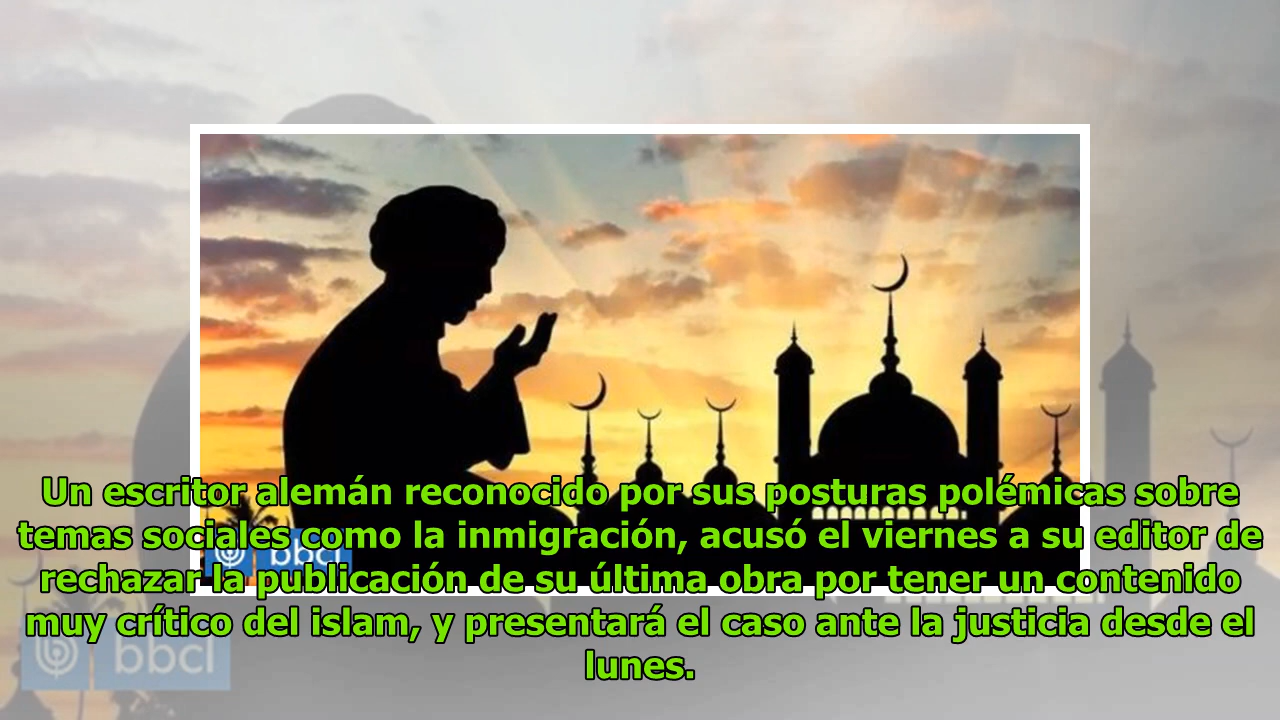 Un escritor alemán reconocido por sus posturas polémicas sobre
temas sociales como la inmigración, acusó el viernes a su editor de
rechazar la publicación de su última obra por tener un contenido
muy crítico del islam, y presentará el caso ante la justicia desde el
lunes.
bbcl
bbcl